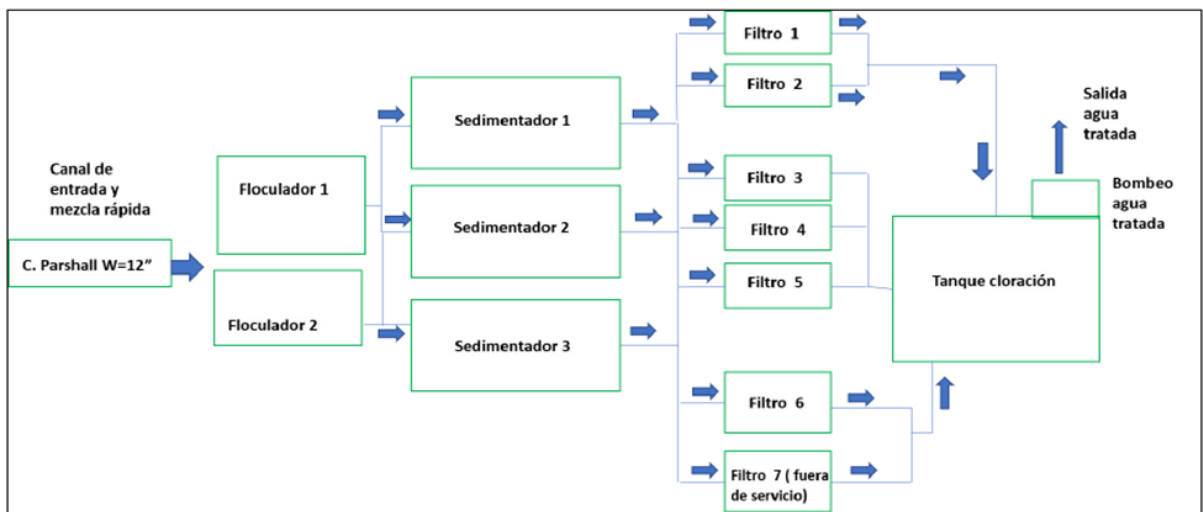 Canal de
entrada y
mezcla rápida
C. Parshall W=12”
Floculador 1
Floculador 2
Sedimentador 1
Sedimentador 2
Sedimentador 3
Filtro 1
Filtro 2
Filtro 3
Filtro 4
Filtro 5
Filtro 6
Filtro 7 ( fuera
de servicio)
Salida
agua
tratada
Bombeo
agua
tratada
Tanque cloración